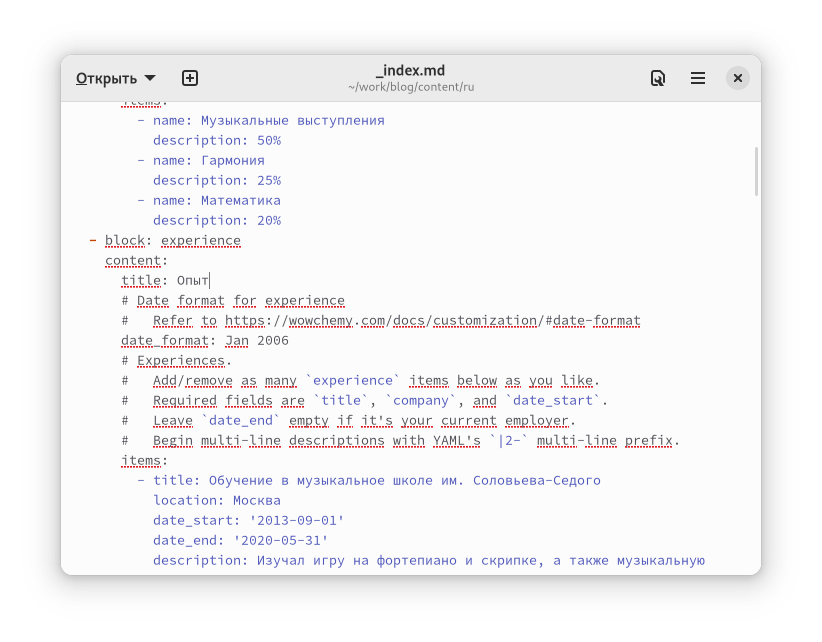 Открыть
_index.md
~/work/blog/content/ru
items:
- name: Музыкальные выступления
description: 50%
- name: Гармония
description: 25%
- name: Математика
description: 20%
- block: experience
content:
title: Опыт
# Date format for experience
#   Refer to https://wowchemy.com/docs/customization/#date-format
date_format: Jan 2006
# Experiences.
#   Add/remove as many `experience` items below as you like.
#   Required fields are `title`, `company`, and `date_start`.
#   Leave `date_end` empty if it's your current employer.
#   Begin multi-line descriptions with YAML's `|2-` multi-line prefix.
items:
- title: Обучение в музыкальное школе им. Соловьева-Седого
location: Москва
date_start: '2013-09-01'
date_end: '2020-05-31'
description: Изучал игру на фортепиано и скрипке, а также музыкальную